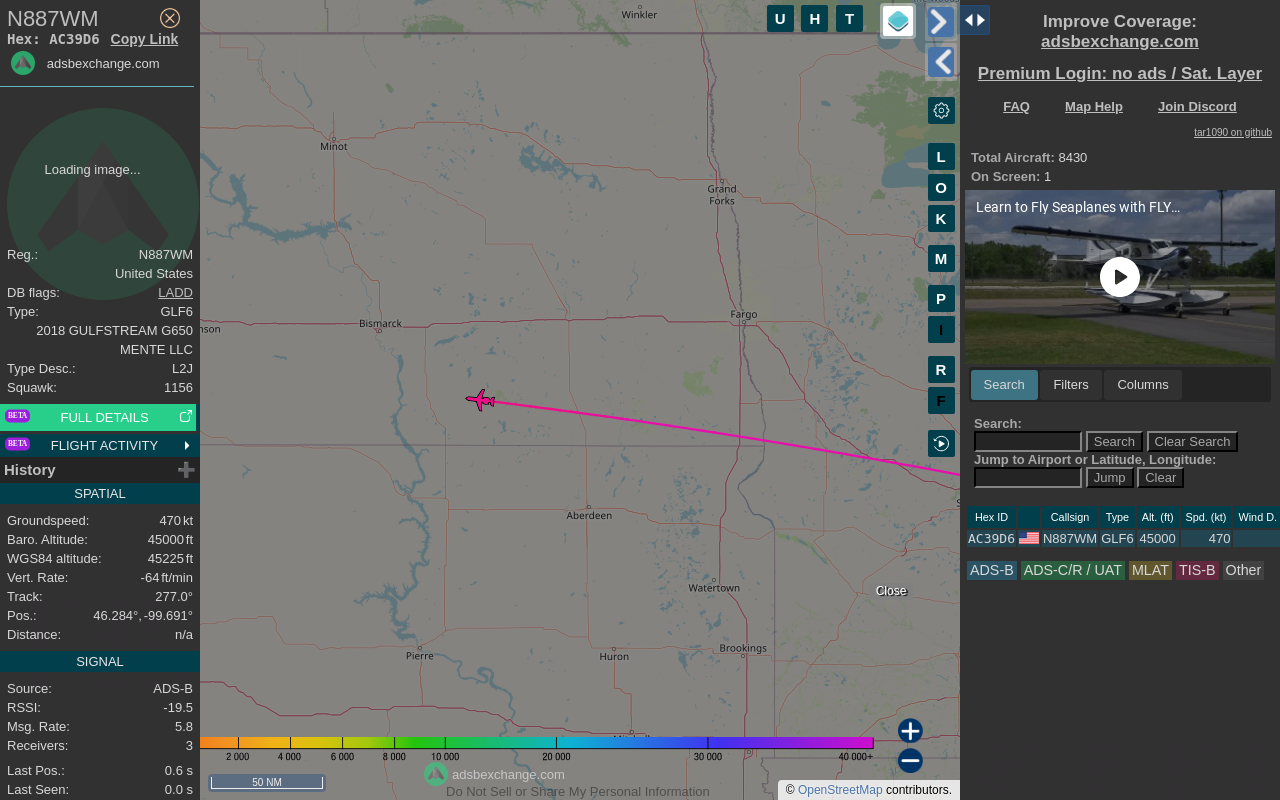 N887WM
Hex: AC39D6 Copy Link
adsbexchange.com
Loading image...
Reg.: N887WM
United States
DB flags: LADD
Type: GLF6
2018 GULFSTREAM G650
MENTE LLC
Type Desc.: L2J
Squawk: 1156
BETA FULL DETAILS
BETA FLIGHT ACTIVITY
History
SPATIAL
Groundspeed: 470 kt
Baro. Altitude: 45000 ft
WGS84 altitude: 45225 ft
Vert. Rate: -64 ft/min
Track: 277.0°
Pos.: 46.284°, -99.691°
Distance: n/a
SIGNAL
Source: ADS-B
RSSI: -19.5
Msg. Rate: 5.8
Receivers: 3
Last Pos.: 0.6 s
Last Seen: 0.0 s
Winkler
Minot
Grand
Forks
nson
Bismarck
Fargo
Aberdeen
Watertown
Close
Pierre
Huron
Brookings
U H T
L
O
K
M
P
I
R
F
2 000 4 000 6 000 8 000 10 000 20 000 30 000 40 000+
50 NM
adsbexchange.com
Do Not Sell or Share My Personal Information
© OpenStreetMap contributors.
Improve Coverage:
adsbexchange.com
Premium Login: no ads / Sat. Layer
FAQ Map Help Join Discord
tar1090 on github
Total Aircraft: 8430
On Screen: 1
Learn to Fly Seaplanes with FLY...
Search Filters Columns
Search:
Search Clear Search
Jump to Airport or Latitude, Longitude:
Jump Clear
Hex ID Callsign Type Alt. (ft) Spd. (kt) Wind D.
AC39D6 N887WM GLF6 45000 470
ADS-B ADS-C/R / UAT MLAT TIS-B Other